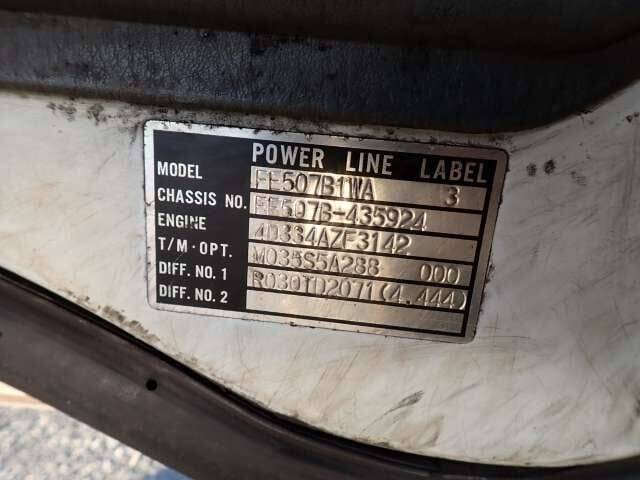 POWER LINE LABEL
MODEL FE507B1WA 3
CHASSIS NO. FE507B-435924
ENGINE 4D334AZF3142
T/M·OPT. M035S5A288 000
DIFF. NO. 1 R030TD2071(4.444)
DIFF. NO. 2